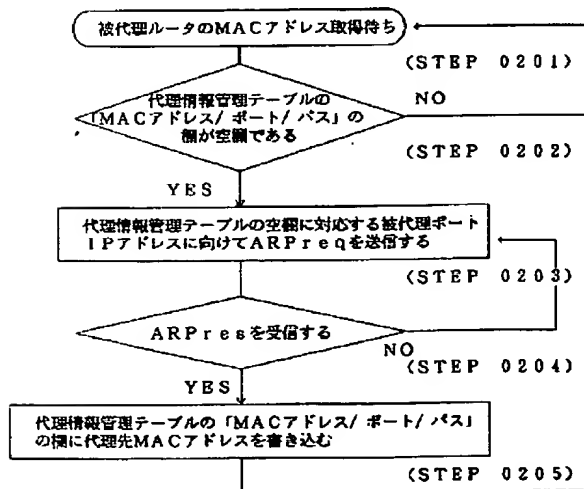 被代理ルータのMACアドレス取得待ち
(STEP 0201)
代理情報管理テーブルの
「MACアドレス/ポート/パス」の
欄が空欄である
NO
(STEP 0202)
YES
代理情報管理テーブルの空欄に対応する被代理ポート
IPアドレスに向けてARPreqを送信する
(STEP 0203)
ARPresを受信する
NO
(STEP 0204)
YES
代理情報管理テーブルの「MACアドレス/ポート/パス」
の欄に代理先MACアドレスを書き込む
(STEP 0205)